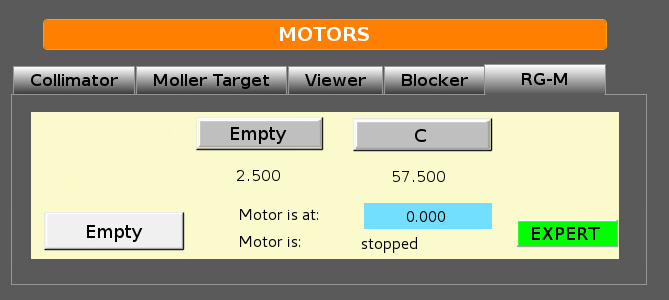 MOTORS
Collimator Moller Target Viewer Blocker RG-M
Empty C
2.500 57.500
Motor is at: 0.000
Empty
EXPERT
Motor is: stopped